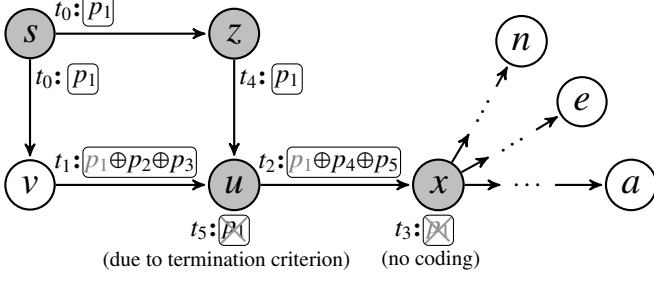 t₀: p₁
s z n
t₀: p₁ t₄: p₁ e
t₁: p₁⊕p₂⊕p₃ t₂: p₁⊕p₄⊕p₅
v u x ... a
t₅: p₁ t₃: p₁
(due to termination criterion) (no coding)